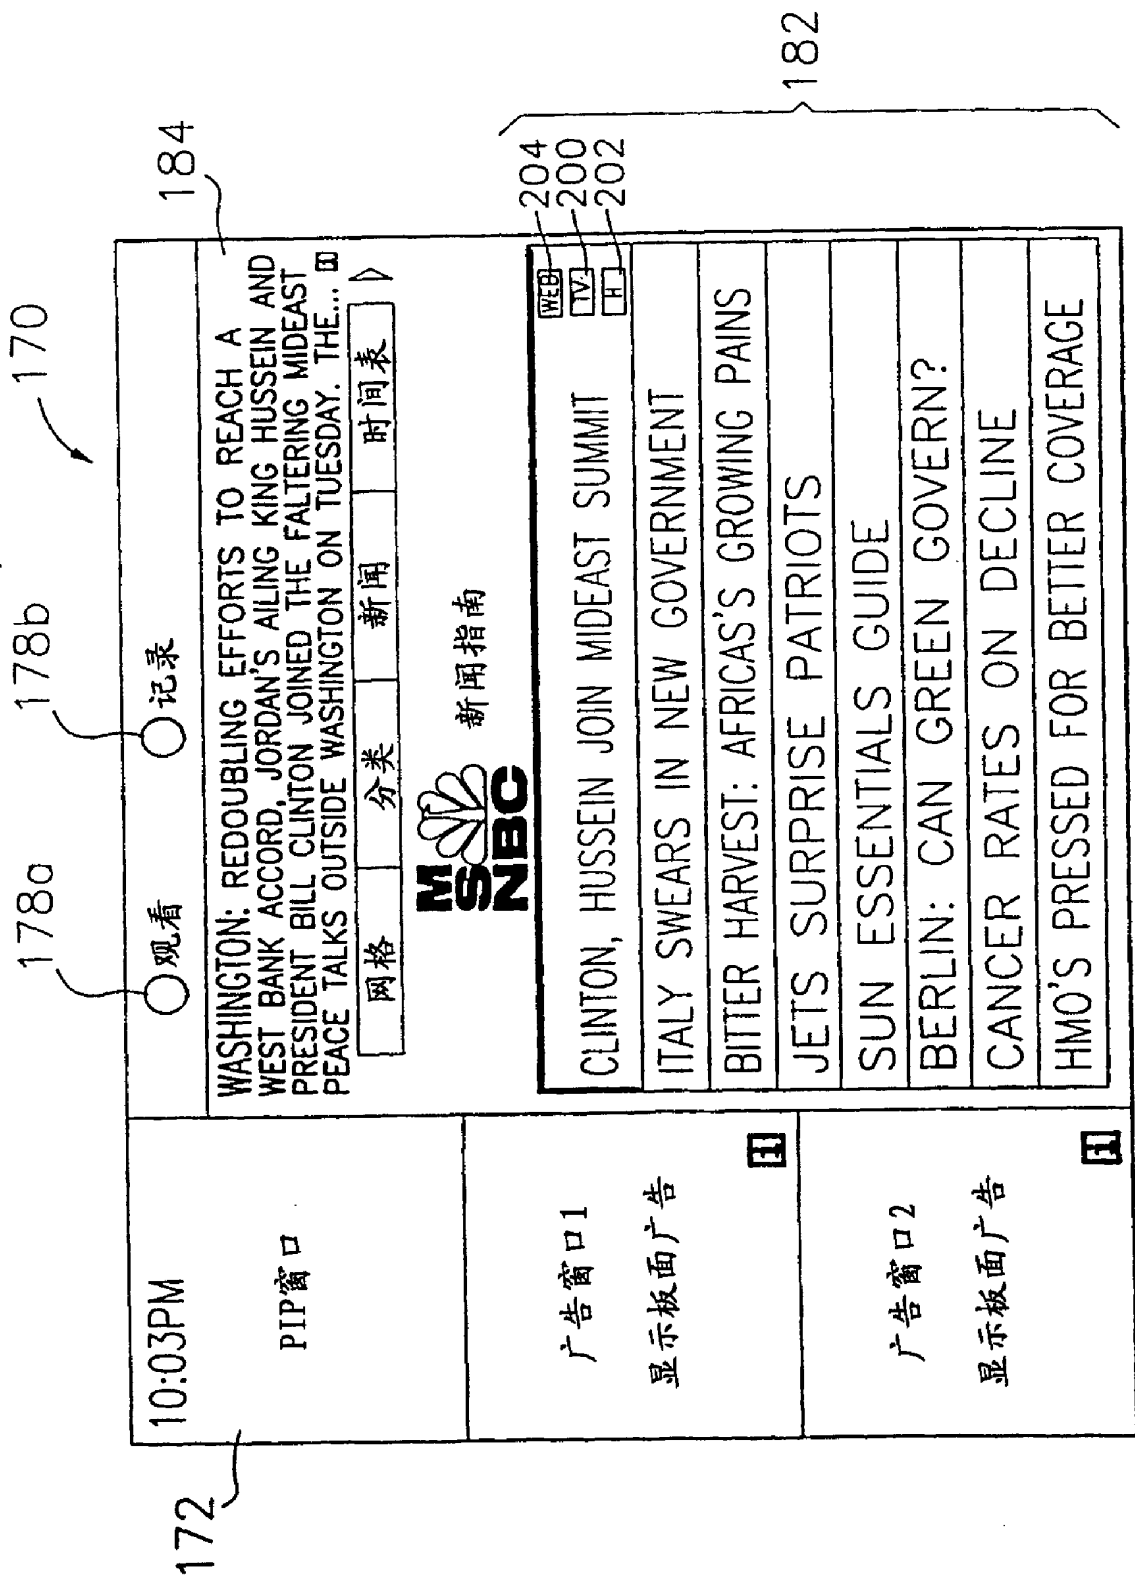 170
178a
178b
184
172
10:03PM
观看
记录
WASHINGTON: REDOUBLING EFFORTS TO REACH A
WEST BANK ACCORD, JORDAN'S AILING KING HUSSEIN AND
PRESIDENT BILL CLINTON JOINED THE FALTERING MIDEAST
PEACE TALKS OUTSIDE WASHINGTON ON TUESDAY. THE... i
网格 分类 新闻 时间表
PIP窗口
MSNBC
新闻指南
广告窗口1
显示板面广告
i
广告窗口2
显示板面广告
i
CLINTON, HUSSEIN JOIN MIDEAST SUMMIT
WEB
TV
H
204
200
202
ITALY SWEARS IN NEW GOVERNMENT
BITTER HARVEST: AFRICAS'S GROWING PAINS
JETS SURPRISE PATRIOTS
SUN ESSENTIALS GUIDE
BERLIN: CAN GREEN GOVERN?
CANCER RATES ON DECLINE
HMO'S PRESSED FOR BETTER COVERAGE
182